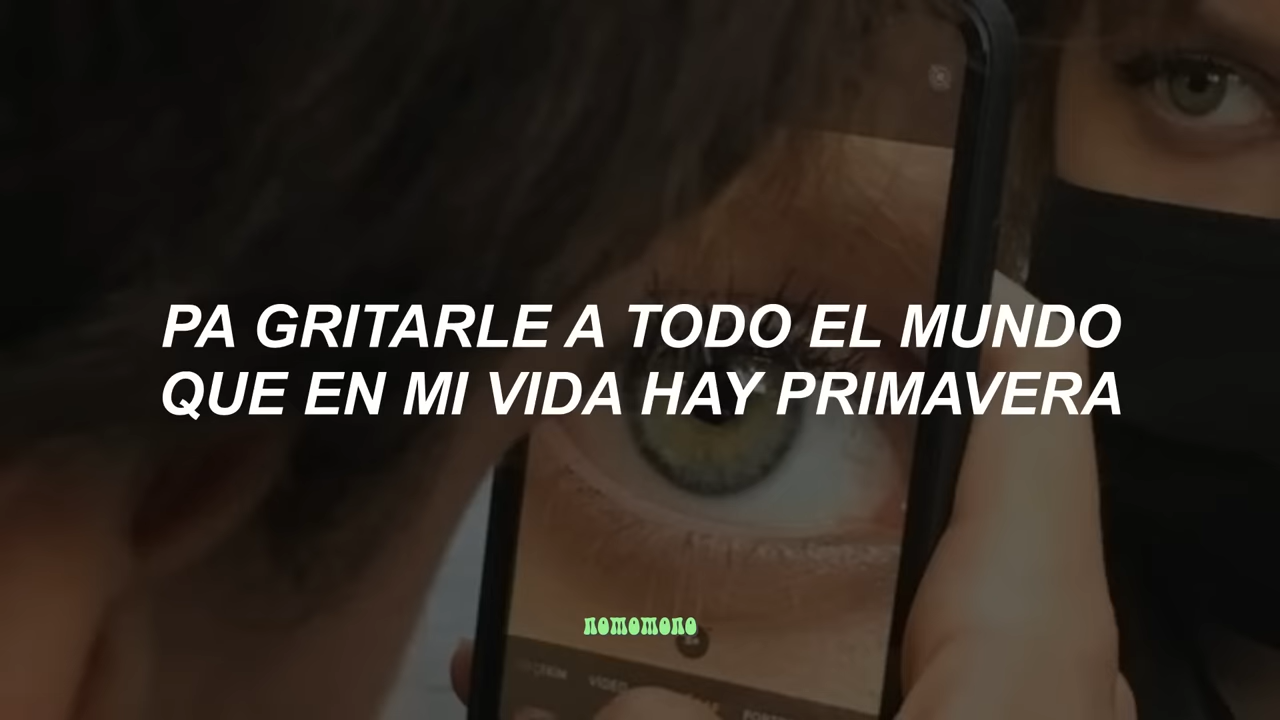 PA GRITARLE A TODO EL MUNDO
QUE EN MI VIDA HAY PRIMAVERA
nomomono